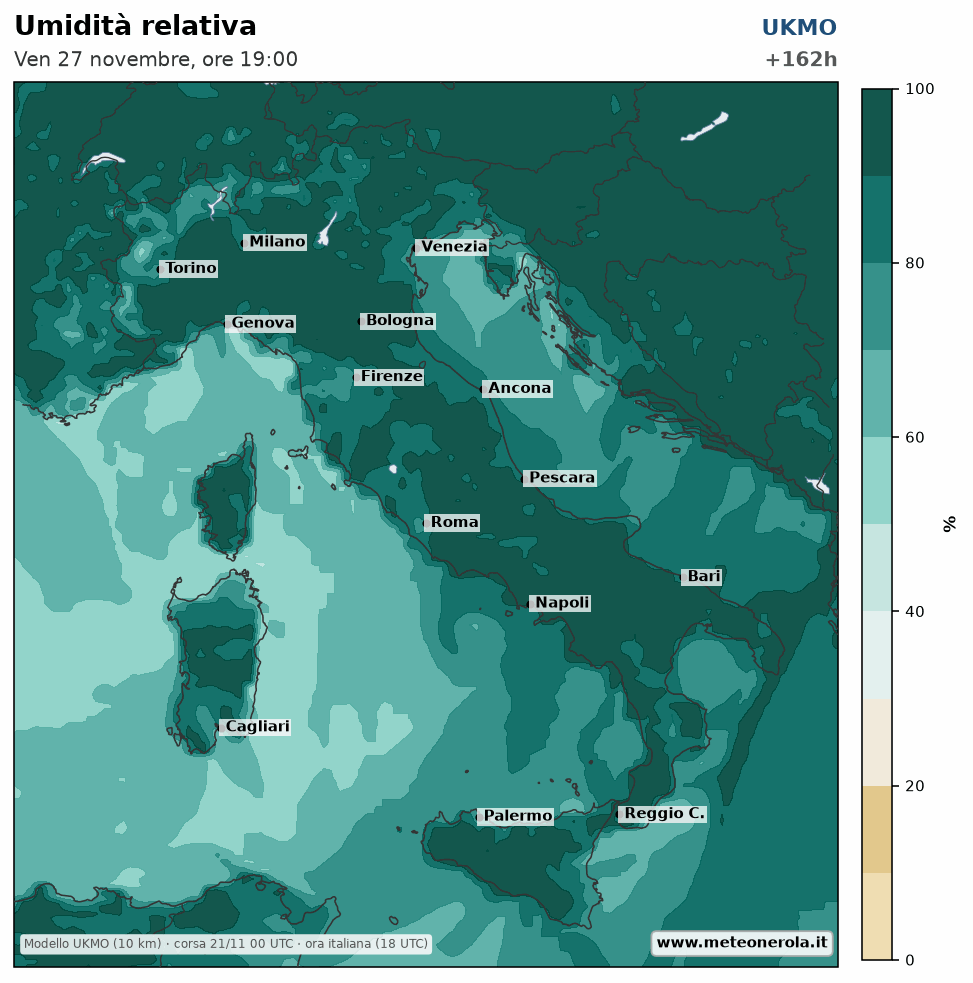 Umidità relativa
UKMO
Ven 27 novembre, ore 19:00
+162h
100
80
60
40
20
0
%
Milano
Venezia
Torino
Genova
Bologna
Firenze
Ancona
Pescara
Roma
Bari
Napoli
Cagliari
Palermo
Reggio C.
Modello UKMO (10 km) · corsa 21/11 00 UTC · ora italiana (18 UTC)
www.meteonerola.it